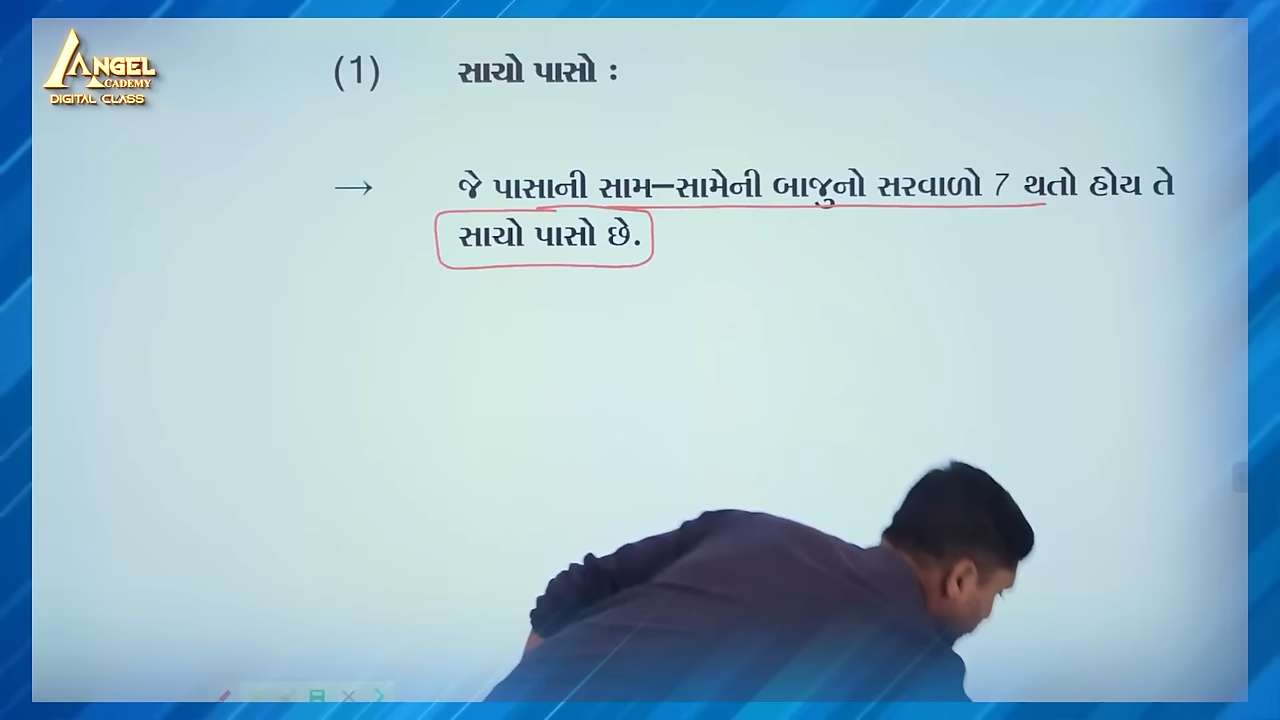 ANGEL
ACADEMY
DIGITAL CLASS
(1) સાચો પાસો :
→ જે પાસાની સામ–સામેની બાજુનો સરવાળો 7 થતો હોય તે
સાચો પાસો છે.